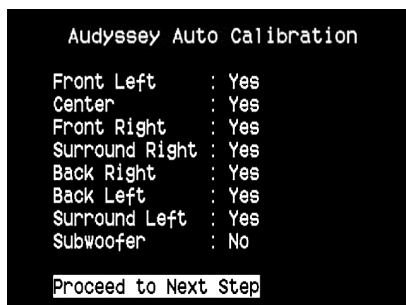 Audyssey Auto Calibration
Front Left : Yes
Center : Yes
Front Right : Yes
Surround Right : Yes
Back Right : Yes
Back Left : Yes
Surround Left : Yes
Subwoofer : No
Proceed to Next Step